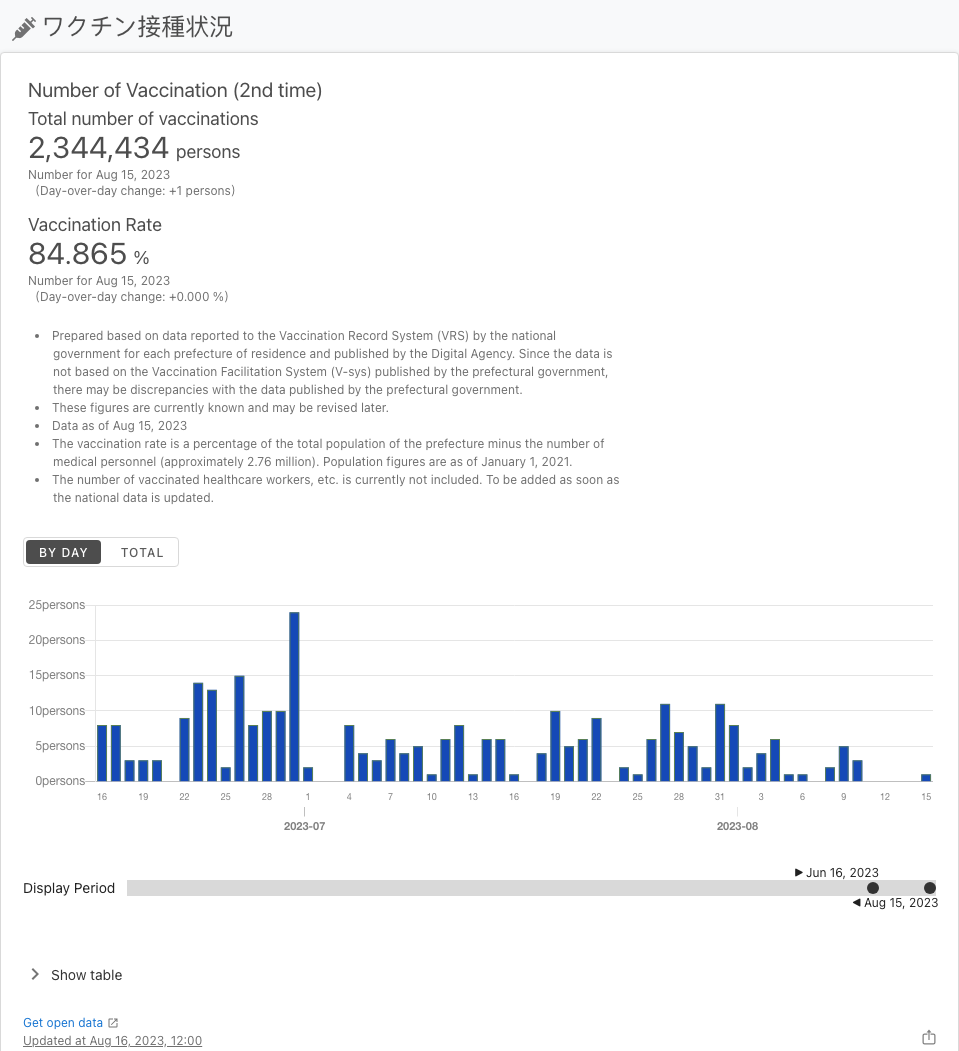 ワクチン接種状況
Number of Vaccination (2nd time)
Total number of vaccinations
2,344,434 persons
Number for Aug 15, 2023
(Day-over-day change: +1 persons)
Vaccination Rate
84.865 %
Number for Aug 15, 2023
(Day-over-day change: +0.000 %)
• Prepared based on data reported to the Vaccination Record System (VRS) by the national
government for each prefecture of residence and published by the Digital Agency. Since the data is
not based on the Vaccination Facilitation System (V-sys) published by the prefectural government,
there may be discrepancies with the data published by the prefectural government.
• These figures are currently known and may be revised later.
• Data as of Aug 15, 2023
• The vaccination rate is a percentage of the total population of the prefecture minus the number of
medical personnel (approximately 2.76 million). Population figures are as of January 1, 2021.
• The number of vaccinated healthcare workers, etc. is currently not included. To be added as soon as
the national data is updated.
BY DAY TOTAL
25persons
20persons
15persons
10persons
5persons
0persons
16 19 22 25 28 1 4 7 10 13 16 19 22 25 28 31 3 6 9 12 15
2023-07 2023-08
▶ Jun 16, 2023
Display Period
◀ Aug 15, 2023
Show table
Get open data
Updated at Aug 16, 2023, 12:00